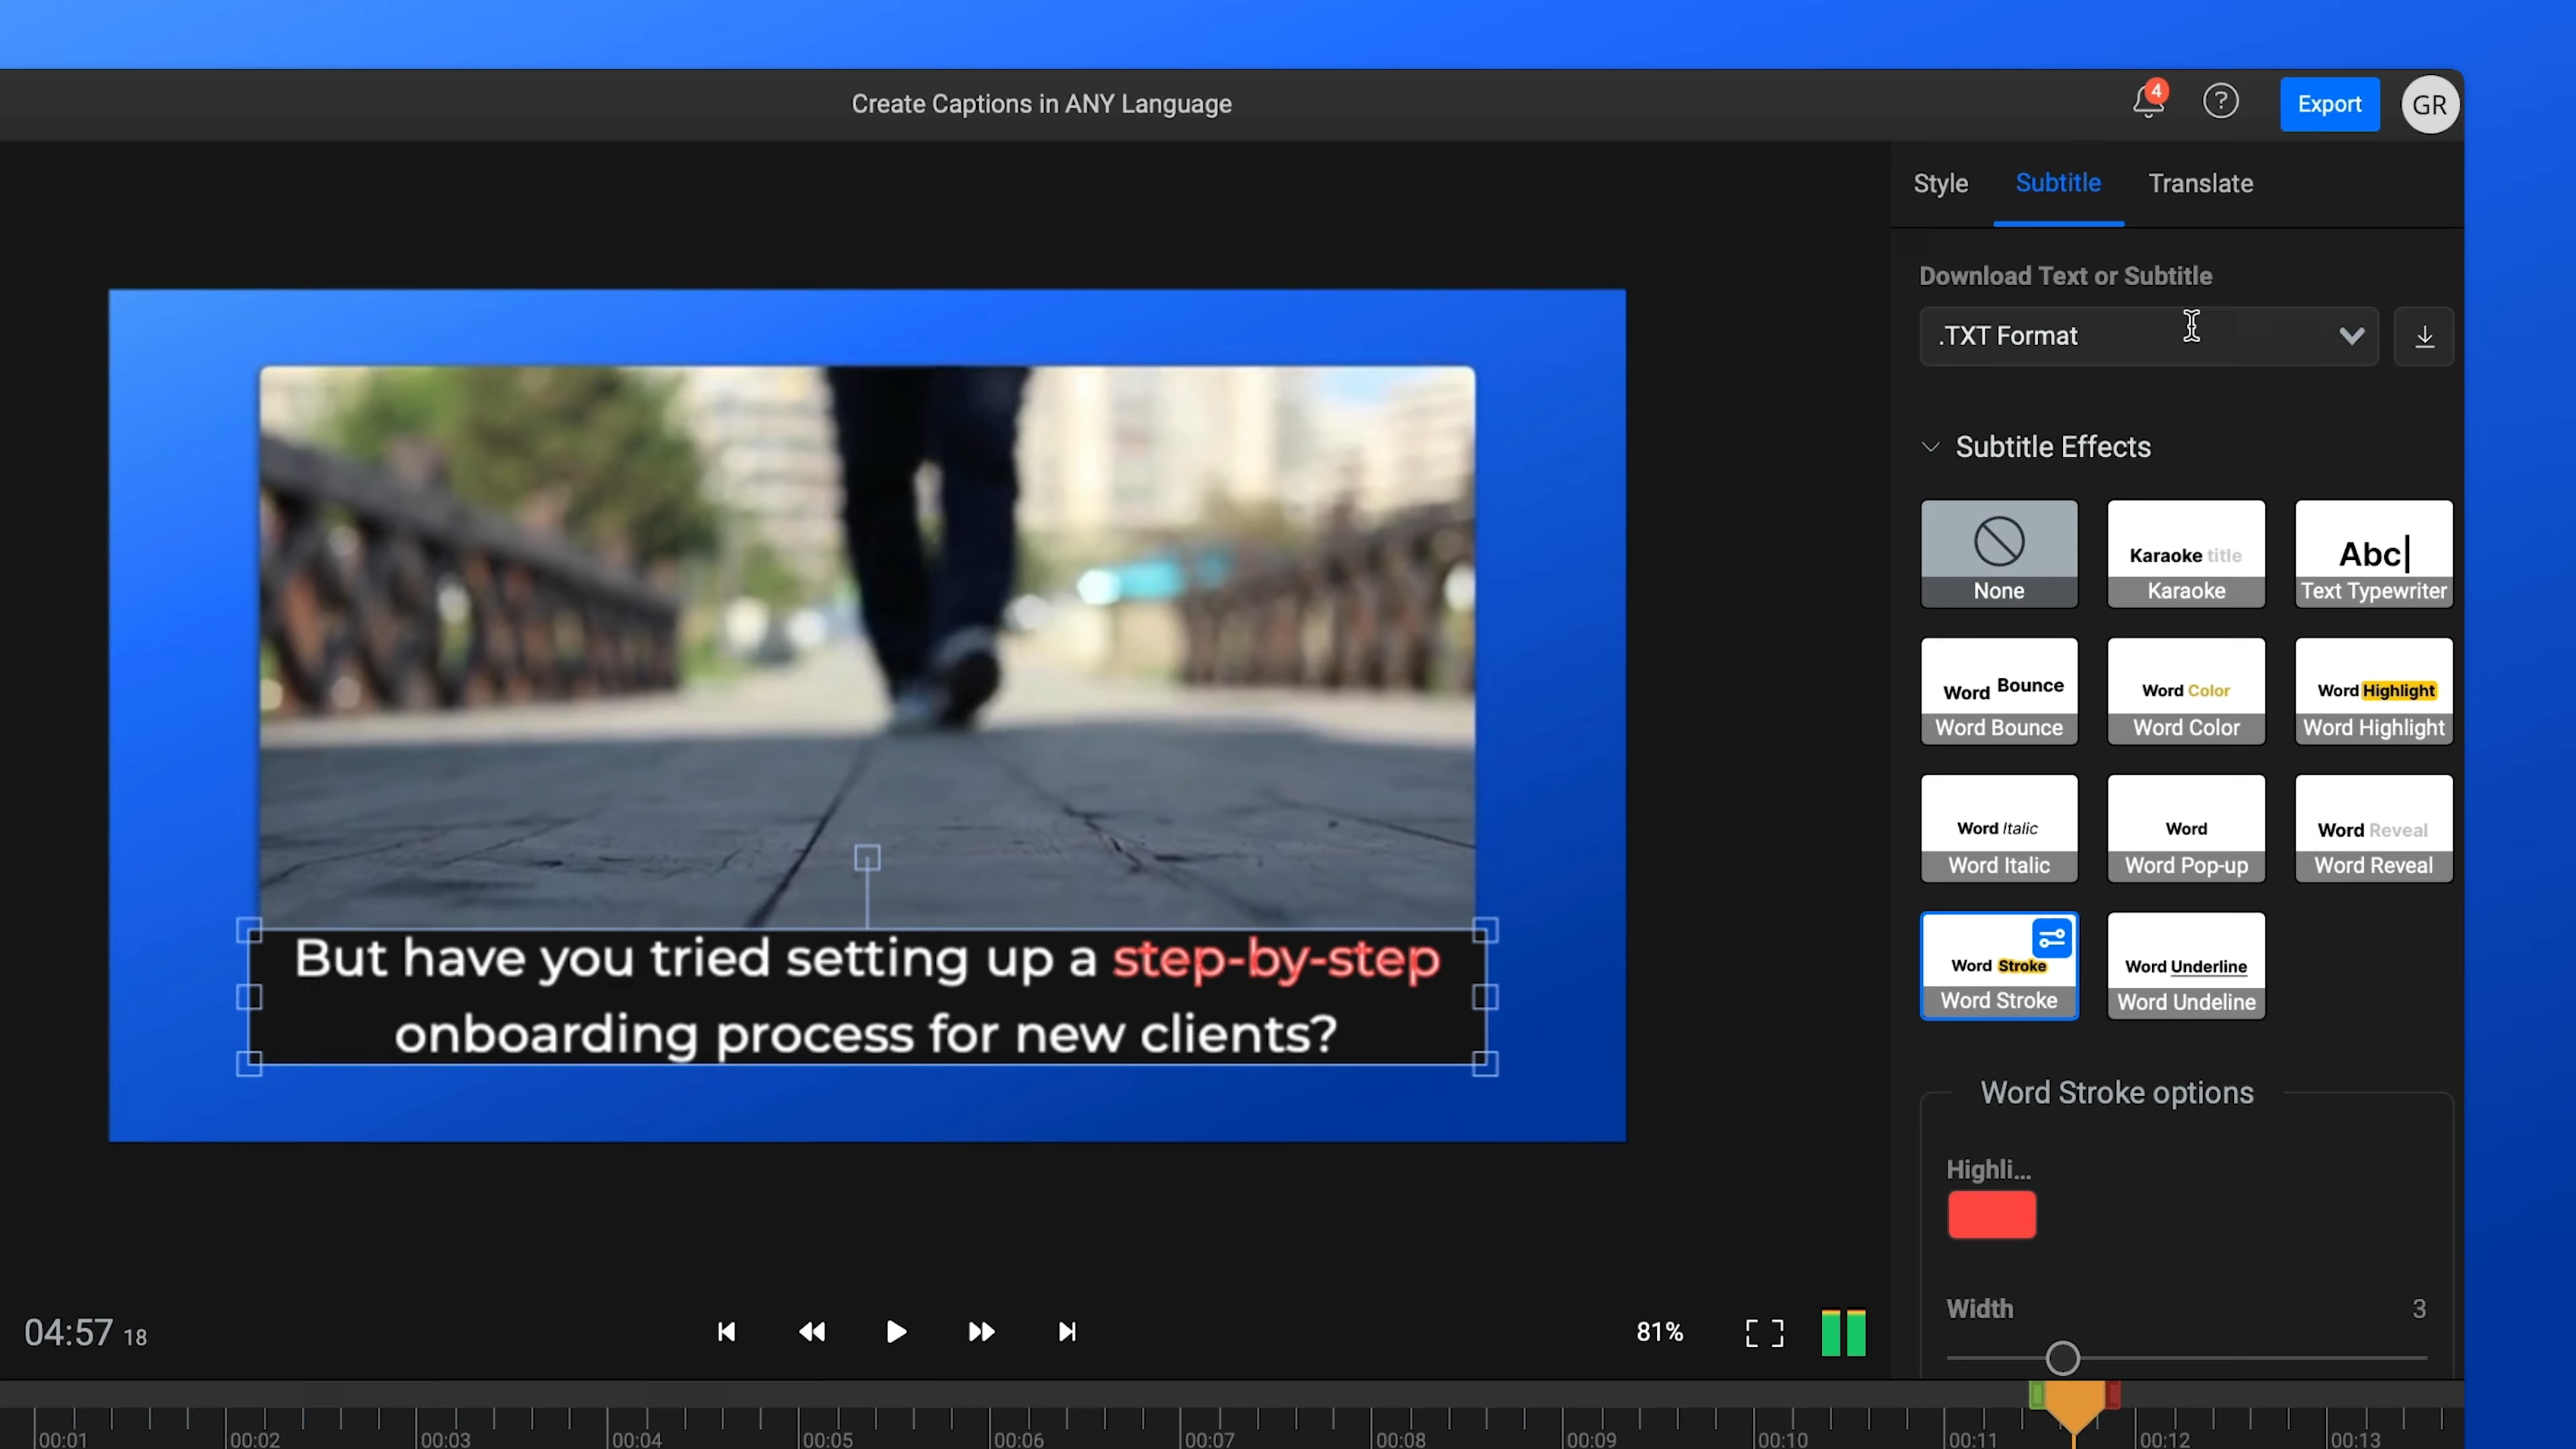 Create Captions in ANY Language
4
?
Export
GR
Style
Subtitle
Translate
Download Text or Subtitle
.TXT Format
Subtitle Effects
None
Karaoke title
Karaoke
Abc|
Text Typewriter
Word Bounce
Word Bounce
Word Color
Word Color
Word Highlight
Word Highlight
Word Italic
Word Italic
Word
Word Pop-up
Word Reveal
Word Reveal
Word Stroke
Word Stroke
Word Underline
Word Undeline
But have you tried setting up a step-by-step
onboarding process for new clients?
Word Stroke options
Highli...
Width
3
04:57 18
81%
00:01
00:02
00:03
00:04
00:05
00:06
00:07
00:08
00:09
00:10
00:11
00:12
00:13